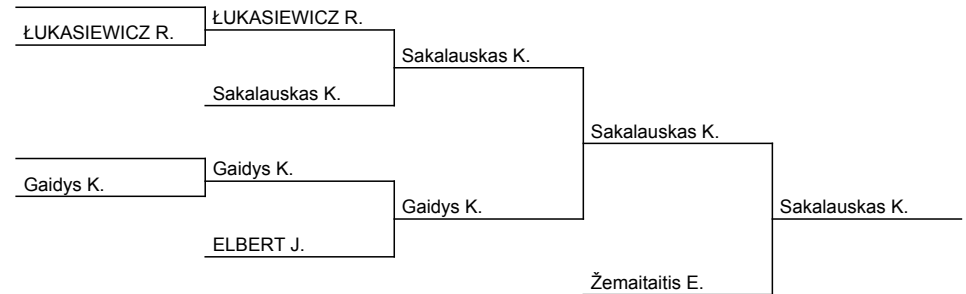 ŁUKASIEWICZ R.
ŁUKASIEWICZ R.
Sakalauskas K.
Sakalauskas K.
Sakalauskas K.
Gaidys K.
Gaidys K.
Gaidys K.
Sakalauskas K.
ELBERT J.
Žemaitaitis E.